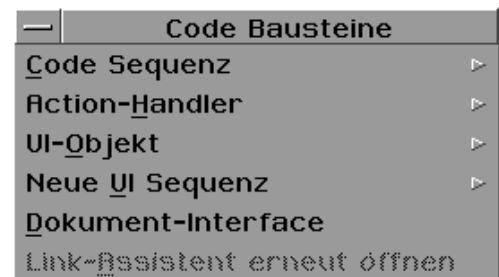 Code Bausteine
Code Sequenz
Action-Handler
UI-Objekt
Neue UI Sequenz
Dokument-Interface
Link-Assistent erneut öffnen